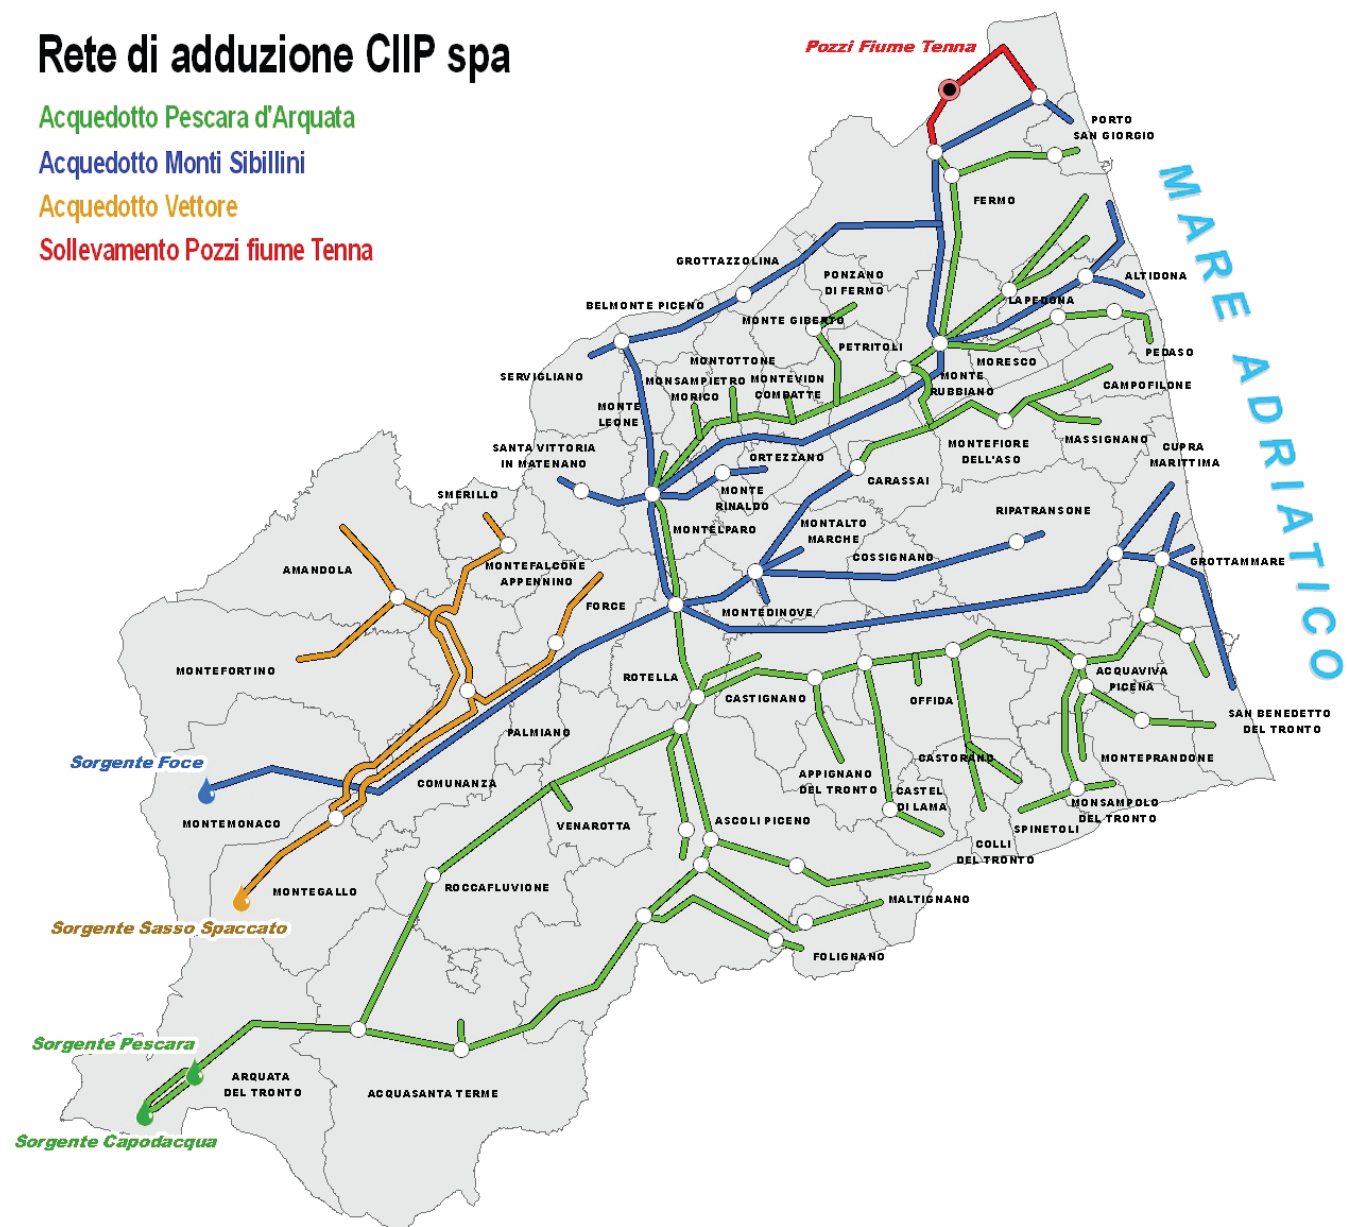 Rete di adduzione CIIP spa
Acquedotto Pescara d'Arquata
Acquedotto Monti Sibillini
Acquedotto Vettore
Sollevamento Pozzi fiume Tenna
Pozzi Fiume Tenna
PORTO
SAN GIORGIO
FERMO
MARE ADRIATICO
GROTTAZZOLINA
PONZANO
DI FERMO
ALTIDONA
LAPEDONA
BELMONTE PICENO
MONTE GIBERTO
PETRITOLI
MORESCO
PEDASO
SERVIGLIANO
MONTOTTONE
MONSAMPIETRO
MORICO
MONTEVIDN
COMBATTE
MONTE
RUBBIANO
CAMPOFILONE
MONTE
LEONE
MONTEFIORE
DELL'ASO
MASSIGNANO
CUPRA
MARITTIMA
SANTA VITTORIA
IN MATENANO
ORTEZZANO
CARASSAI
SMERILLO
MONTE
RINALDO
MONTELPARO
MONTALTO
MARCHE
RIPATRANSONE
COSSIGNANO
GROTTAMMARE
AMANDOLA
MONTEFALCONE
APPENNINO
FORCE
MONTEDINOVE
MONTEFORTINO
ROTELLA
CASTIGNANO
OFFIDA
ACQUAVIVA
PICENA
SAN BENEDETTO
DEL TRONTO
PALMIANO
Sorgente Foce
COMUNANZA
APPIGNANO
DEL TRONTO
CASTORANO
MONTEPRANDONE
CASTEL
DI LAMA
MONSAMPOLO
DEL TRONTO
MONTEMONACO
VENAROTTA
ASCOLI PICENO
SPINETOLI
COLLI
DEL TRONTO
MONTEGALLO
ROCCAFLUVIONE
MALTIGNANO
Sorgente Sasso Spaccato
FOLIGNANO
Sorgente Pescara
ARQUATA
DEL TRONTO
ACQUASANTA TERME
Sorgente Capodacqua